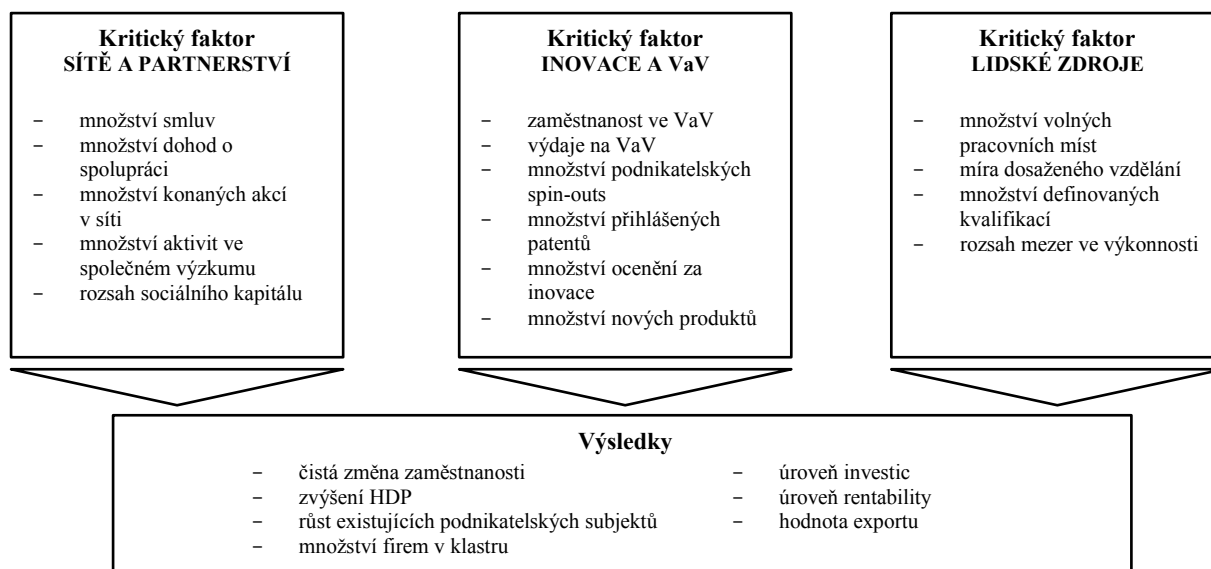 Kritický faktor
SÍTĚ A PARTNERSTVÍ
– množství smluv
– množství dohod o
spolupráci
– množství konaných akcí
v síti
– množství aktivit ve
společném výzkumu
– rozsah sociálního kapitálu
Kritický faktor
INOVACE A VaV
– zaměstnanost ve VaV
– výdaje na VaV
– množství podnikatelských
spin-outs
– množství přihlášených
patentů
– množství ocenění za
inovace
– množství nových produktů
Kritický faktor
LIDSKÉ ZDROJE
– množství volných
pracovních míst
– míra dosaženého vzdělání
– množství definovaných
kvalifikací
– rozsah mezer ve výkonnosti
Výsledky
– čistá změna zaměstnanosti
– zvýšení HDP
– růst existujících podnikatelských subjektů
– množství firem v klastru
– úroveň investic
– úroveň rentability
– hodnota exportu